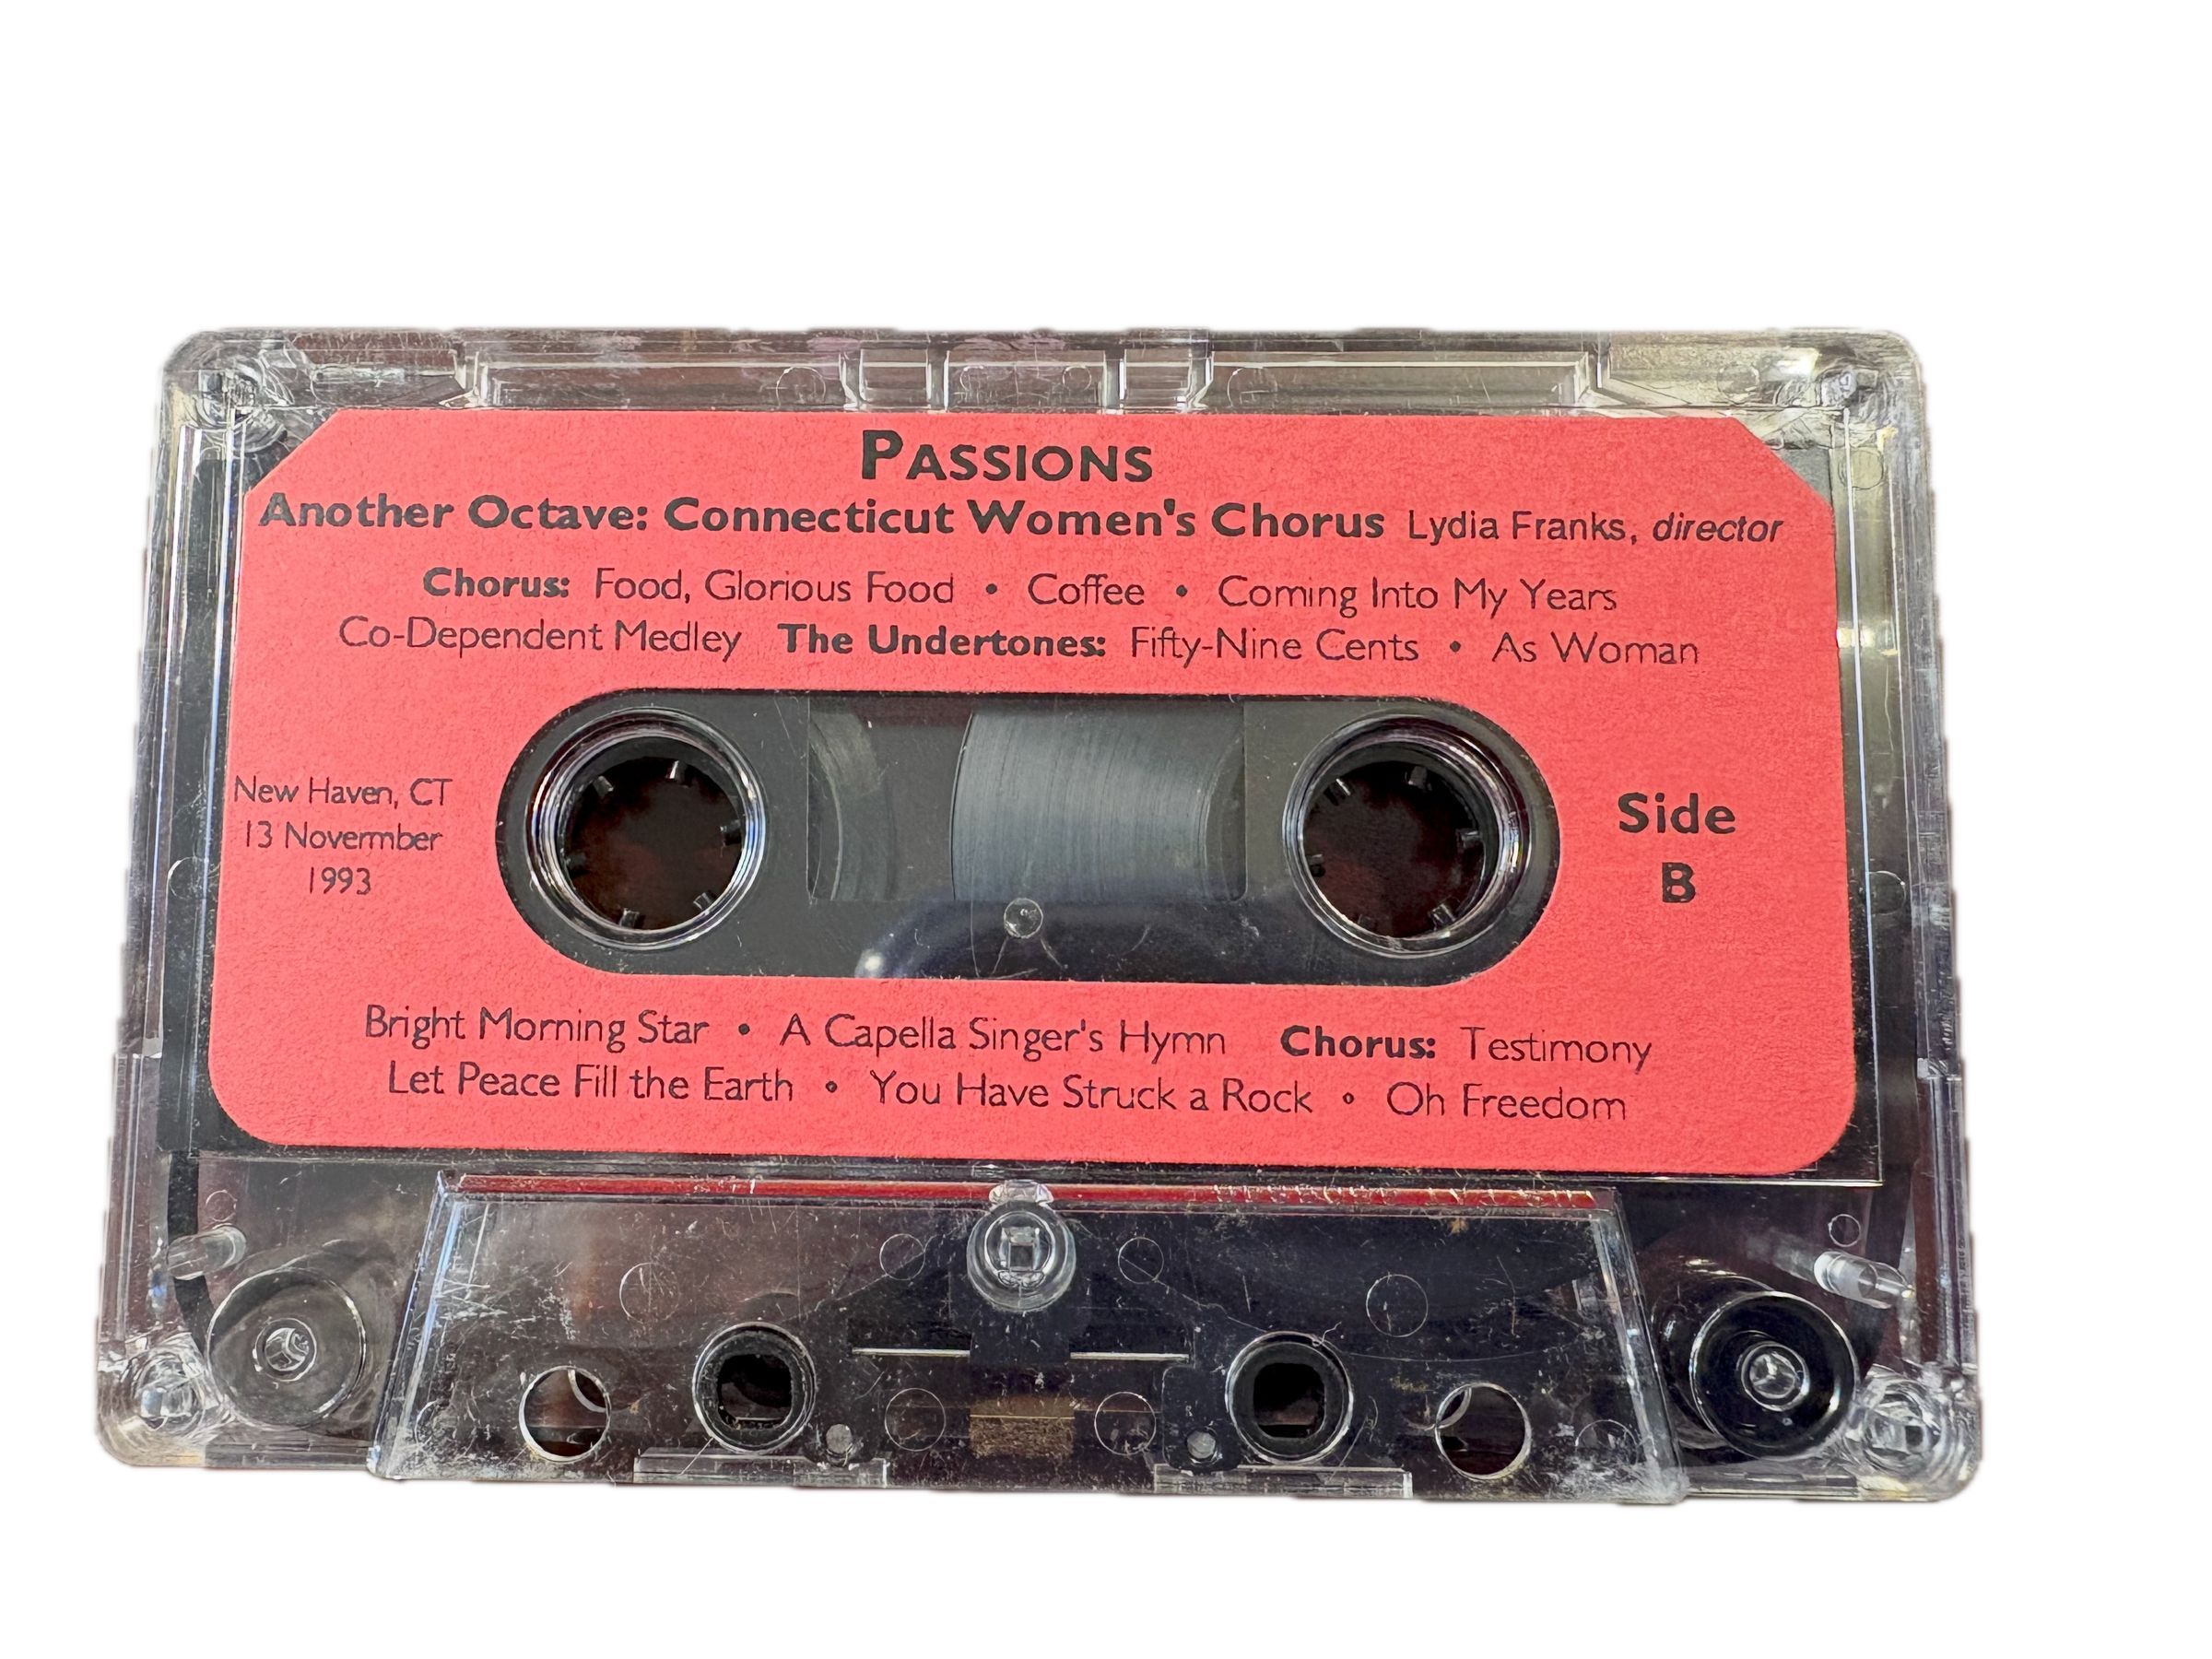 PASSIONS
Another Octave: Connecticut Women's Chorus Lydia Franks, director
Chorus: Food, Glorious Food • Coffee • Coming Into My Years
Co-Dependent Medley The Undertones: Fifty-Nine Cents • As Woman
New Haven, CT
13 Novermber
1993
Side
B
Bright Morning Star • A Capella Singer's Hymn Chorus: Testimony
Let Peace Fill the Earth • You Have Struck a Rock • Oh Freedom